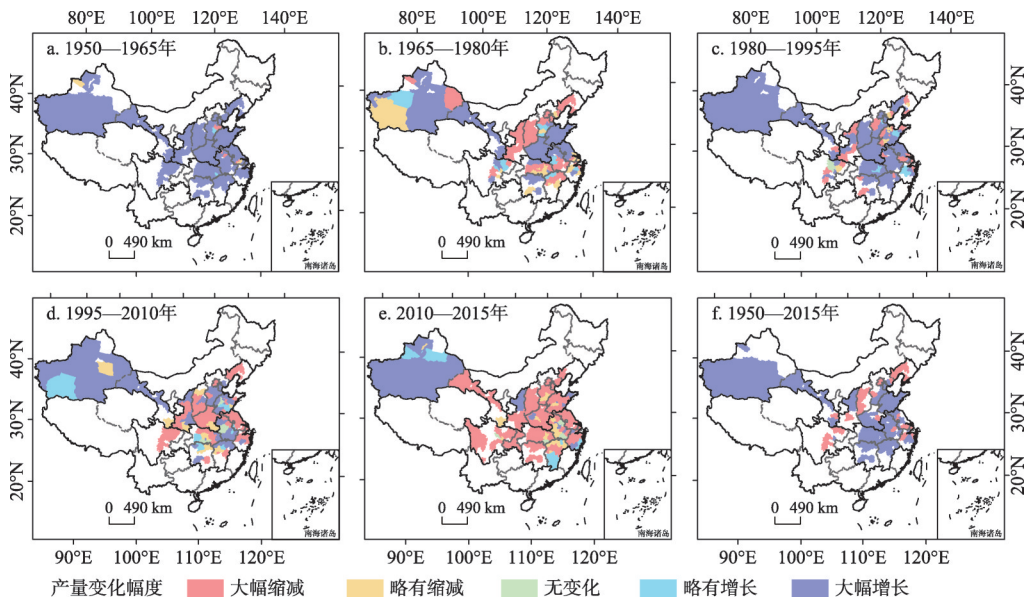 80°E 100°E 120°E 140°E 80°E 100°E 120°E 140°E 80°E 100°E 120°E 140°E
a. 1950—1965年
b. 1965—1980年
c. 1980—1995年
40°N
30°N
20°N
40°N
30°N
20°N
0 490 km
0 490 km
0 490 km
南海诸岛
南海诸岛
南海诸岛
d. 1995—2010年
e. 2010—2015年
f. 1950—2015年
40°N
30°N
20°N
40°N
30°N
20°N
0 490 km
0 490 km
0 490 km
南海诸岛
南海诸岛
南海诸岛
90°E 100°E 110°E 120°E 90°E 100°E 110°E 120°E 90°E 100°E 110°E 120°E
产量变化幅度 大幅缩减 略有缩减 无变化 略有增长 大幅增长